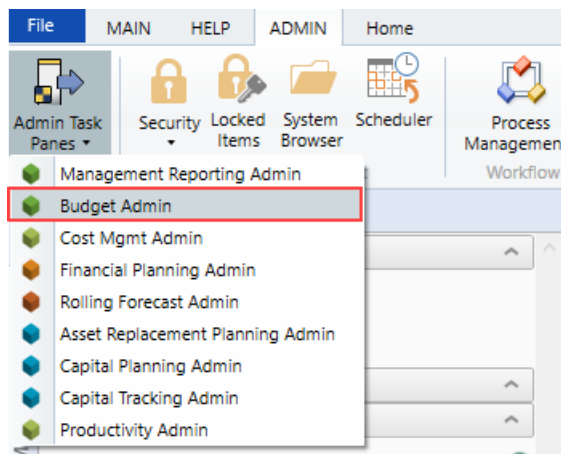 File MAIN HELP ADMIN Home
Admin Task Security Locked System Scheduler Process
Panes Items Browser Managemen
Workflow
Management Reporting Admin
Budget Admin
Cost Mgmt Admin
Financial Planning Admin
Rolling Forecast Admin
Asset Replacement Planning Admin
Capital Planning Admin
Capital Tracking Admin
Productivity Admin